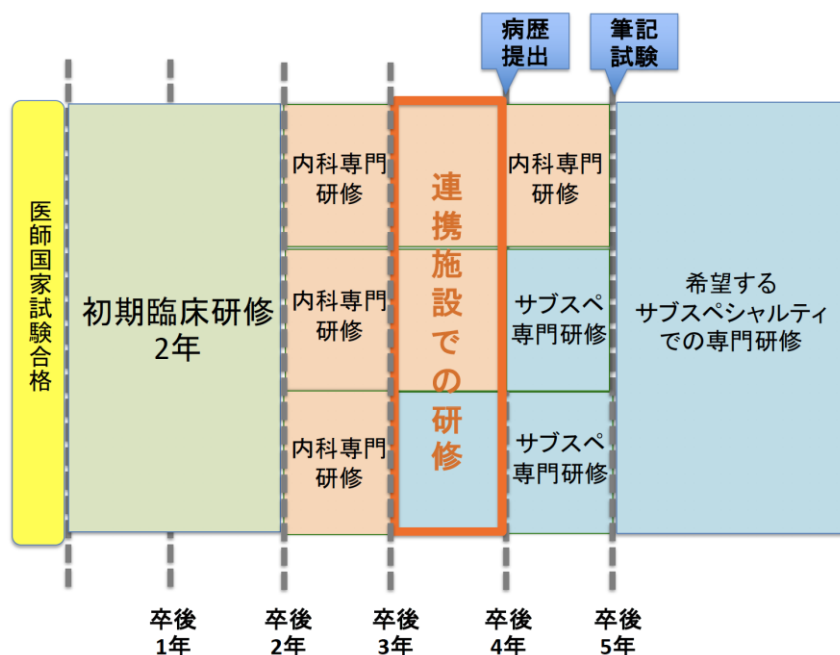 病歴
提出
筆記
試験
医師国家試験合格
初期臨床研修
2年
内科専門
研修
内科専門
研修
内科専門
研修
連携施設での研修
内科専門
研修
サブスペ
専門研修
サブスペ
専門研修
希望する
サブスペシャルティ
での専門研修
卒後
1年
卒後
2年
卒後
3年
卒後
4年
卒後
5年